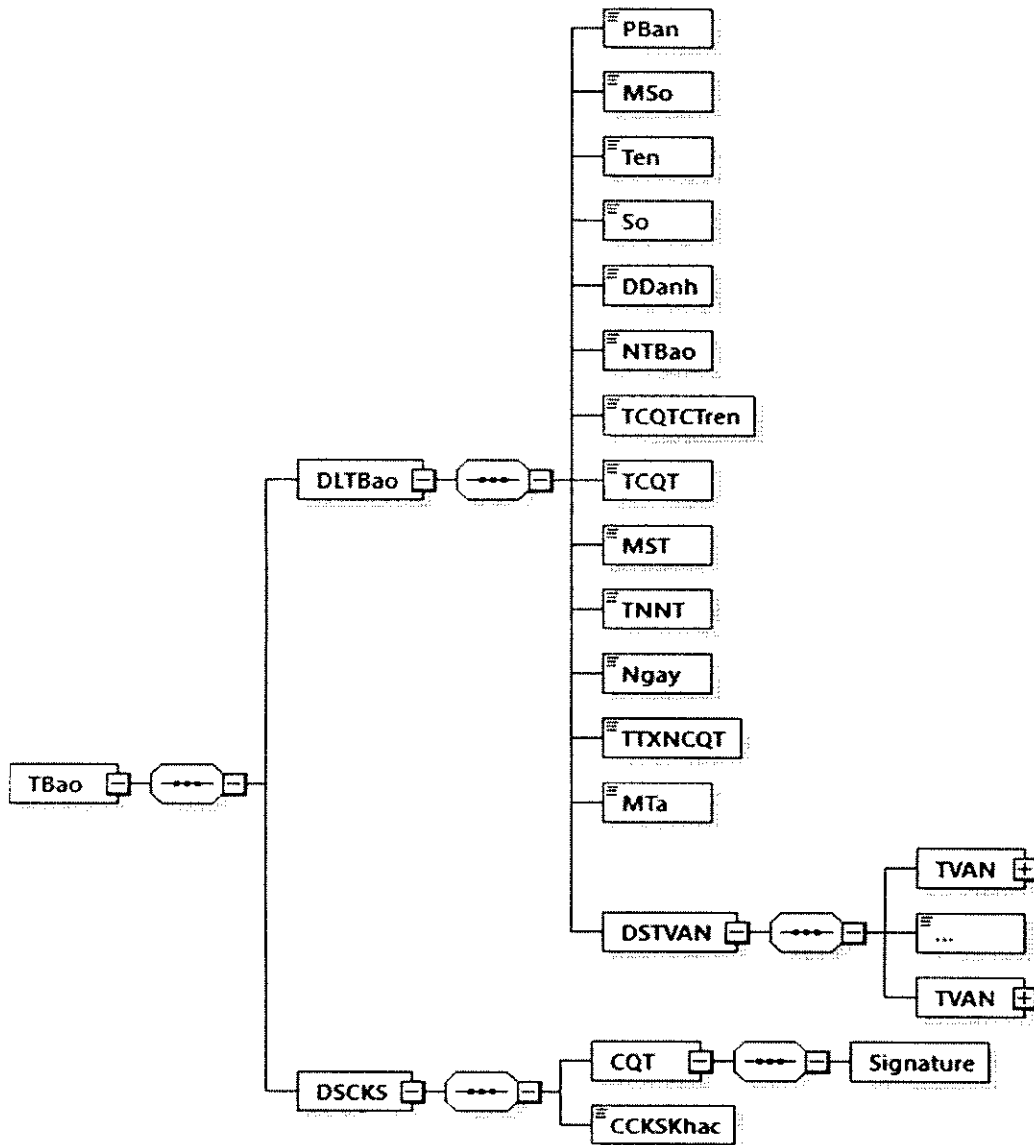 PBan
MSo
Ten
So
DDanh
NTBao
TCQTCTren
DLTBao
TCQT
MST
TNNT
Ngay
TTXNCQT
TBao
MTa
TVAN
DSTVAN
...
TVAN
CQT
Signature
DSCKS
CCKSKhac